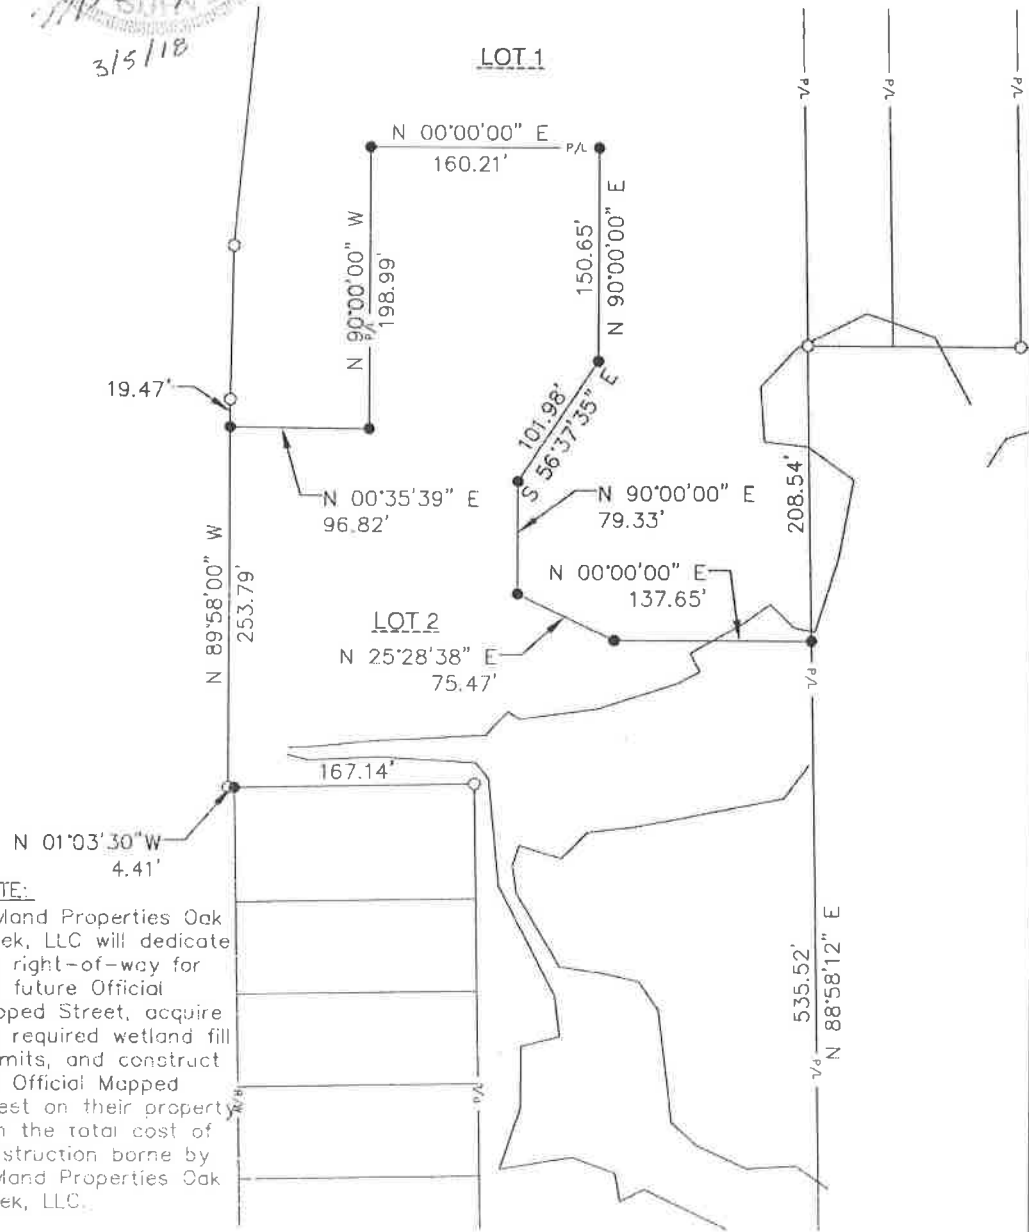 3/5/18
LOT 1
N 00°00'00" E
P/L
160.21'
N 90°00'00" W
P/L
198.99'
150.65'
N 90°00'00" E
P/L
P/L
P/L
19.47'
101.98'
S 56°37'35" E
N 00°35'39" E
96.82'
N 90°00'00" E
79.33'
208.54'
N 89°58'00" W
253.79'
N 00°00'00" E
137.65'
LOT 2
N 25°28'38" E
75.47'
P/L
167.14'
N 01°03'30"W
4.41'
TE:
land Properties Oak
ek, LLC will dedicate
right-of-way for
future Official
pped Street, acquire
required wetland fill
mits, and construct
Official Mapped
est on their property
the total cost of
struction borne by
land Properties Oak
ek, LLC.
535.52'
N 88°58'12" E
P/L
P/L